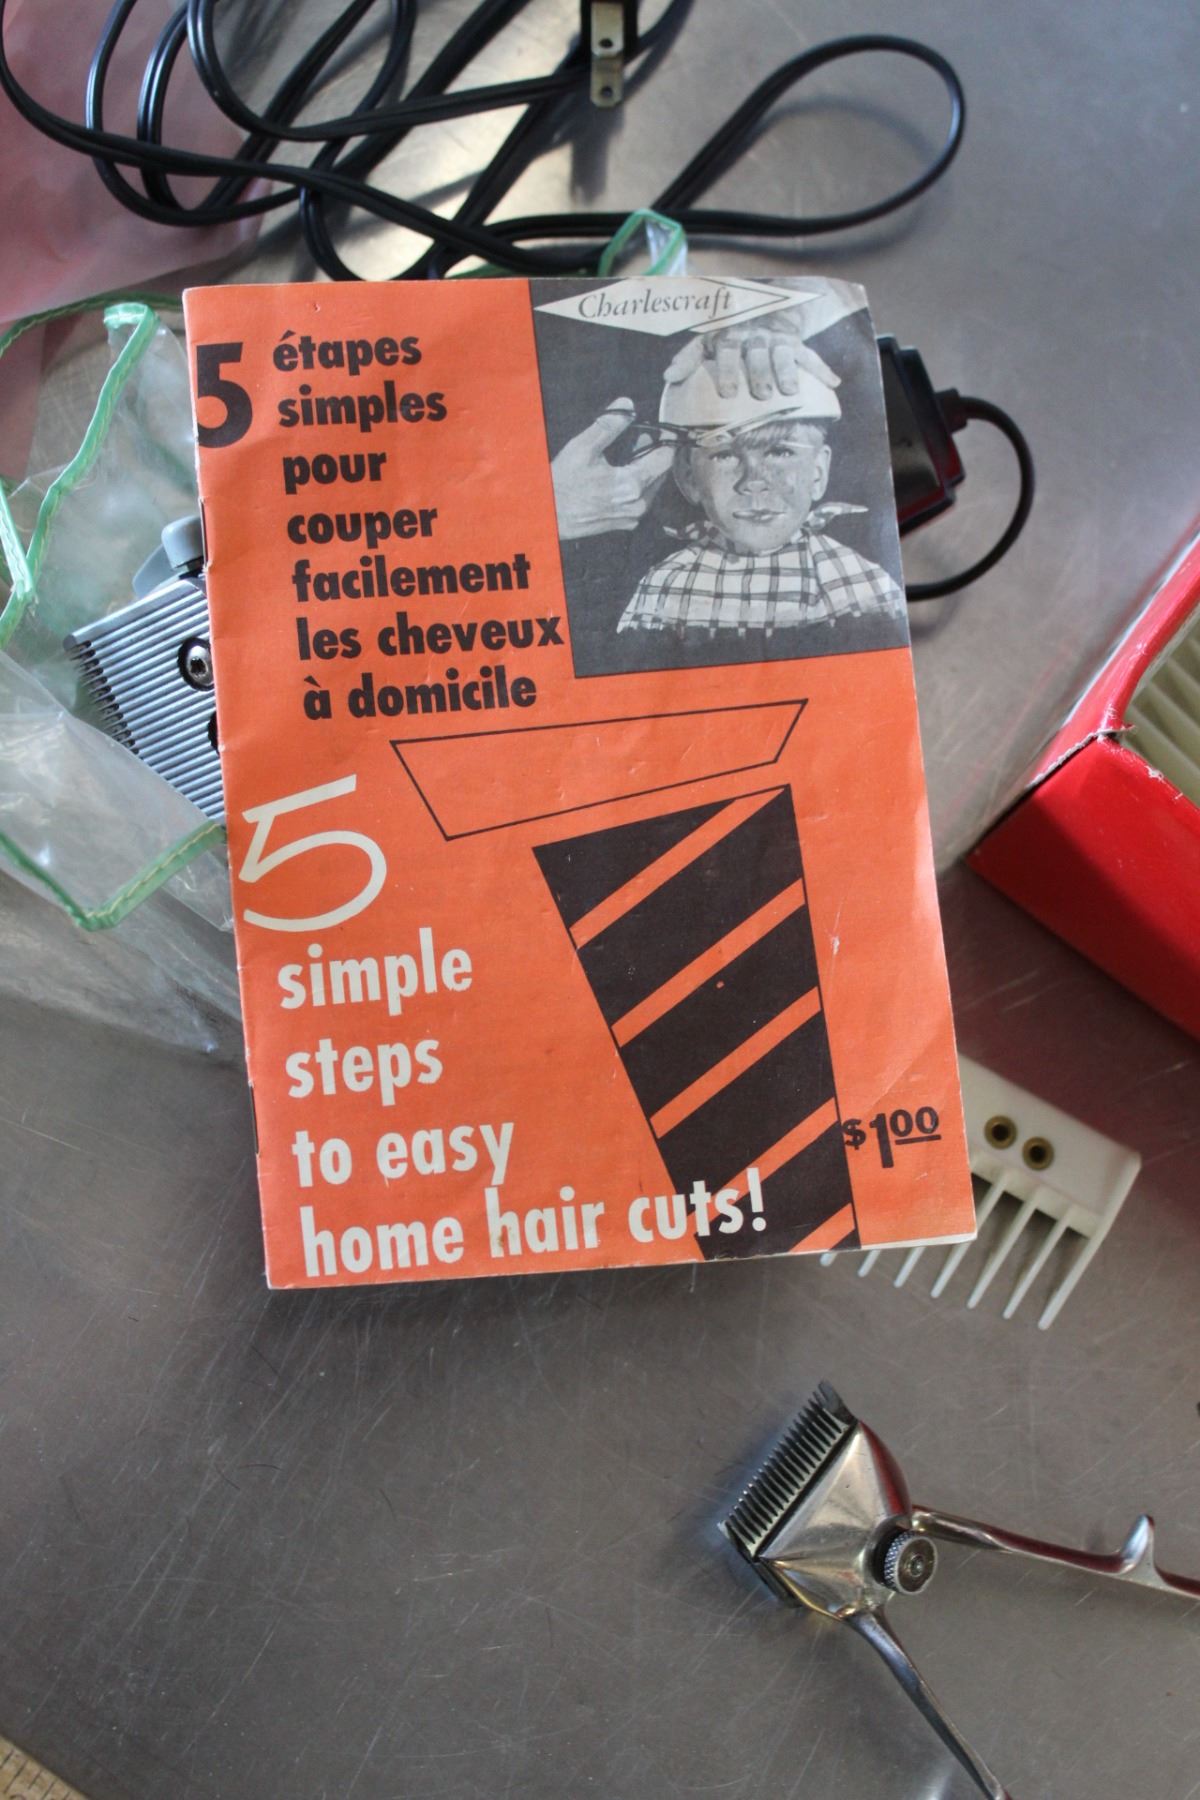 Charlescraft
5 étapes
simples
pour
couper
facilement
les cheveux
à domicile
5
simple
steps
to easy
home hair cuts!
$1.00